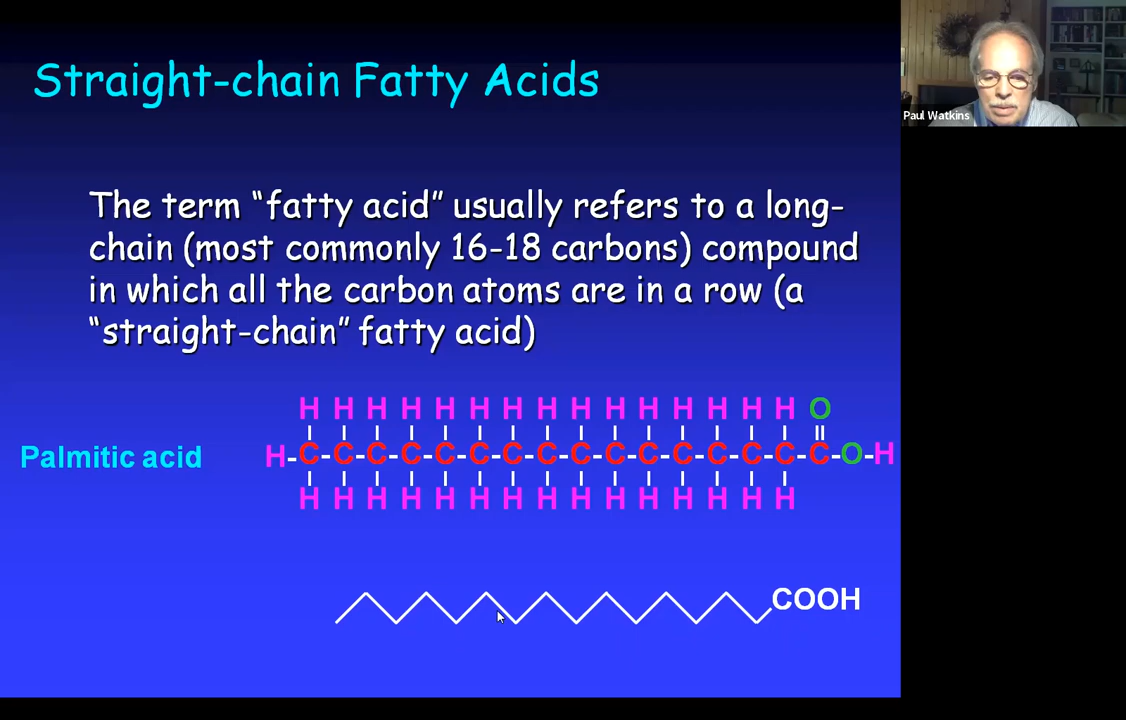 Straight-chain Fatty Acids
Paul Watkins
The term “fatty acid” usually refers to a long-
chain (most commonly 16-18 carbons) compound
in which all the carbon atoms are in a row (a
“straight-chain” fatty acid)
H H H H H H H H H H H H H H H O
Palmitic acid H-C-C-C-C-C-C-C-C-C-C-C-C-C-C-C-C-O-H
H H H H H H H H H H H H H H H
COOH